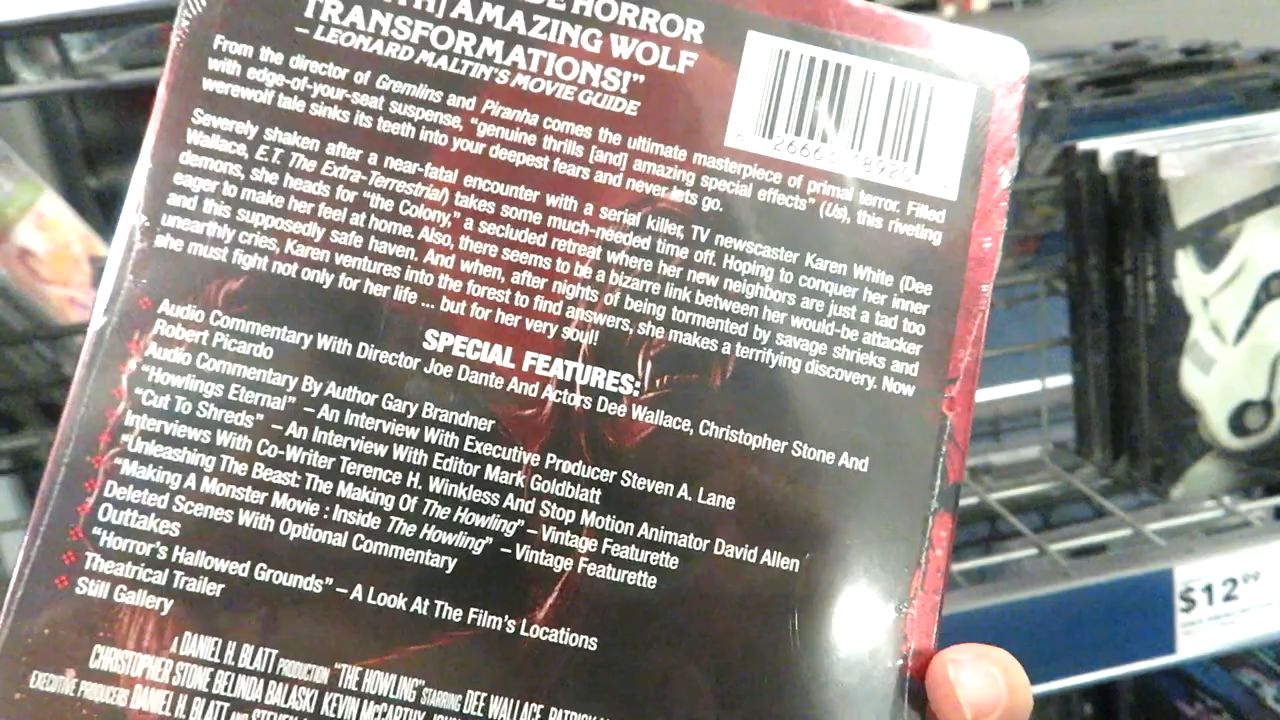 HORROR
AMAZING WOLF
TRANSFORMATIONS!"
– LEONARD MALTIN'S MOVIE GUIDE
From the director of Gremlins and Piranha comes the ultimate masterpiece of primal terror. Filled
with edge-of-your-seat suspense, "genuine thrills [and] amazing special effects" (Us), this riveting
werewolf tale sinks its teeth into your deepest fears and never lets go.
Severely shaken after a near-fatal encounter with a serial killer, TV newscaster Karen White (Dee
Wallace, E.T. The Extra-Terrestrial) takes some much-needed time off. Hoping to conquer her inner
demons, she heads for "the Colony," a secluded retreat where her new neighbors are just a tad too
eager to make her feel at home. Also, there seems to be a bizarre link between her would-be attacker
and this supposedly safe haven. And when, after nights of being tormented by savage shrieks and
unearthly cries, Karen ventures into the forest to find answers, she makes a terrifying discovery. Now
she must fight not only for her life ... but for her very soul!
SPECIAL FEATURES:
Audio Commentary With Director Joe Dante And Actors Dee Wallace, Christopher Stone And
Robert Picardo
Audio Commentary By Author Gary Brandner
"Howlings Eternal" – An Interview With Executive Producer Steven A. Lane
"Cut To Shreds" – An Interview With Editor Mark Goldblatt
Interviews With Co-Writer Terence H. Winkless And Stop Motion Animator David Allen
"Unleashing The Beast: The Making Of The Howling" – Vintage Featurette
"Making A Monster Movie : Inside The Howling" – Vintage Featurette
Deleted Scenes With Optional Commentary
Outtakes
"Horror's Hallowed Grounds" – A Look At The Film's Locations
Theatrical Trailer
Still Gallery
A DANIEL H. BLATT PRODUCTION "THE HOWLING" STARRING DEE WALLACE,
CHRISTOPHER STONE BELINDA BALASKI KEVIN MCCARTHY,
EXECUTIVE PRODUCERS DANIEL H. BLATT AND
$12.99